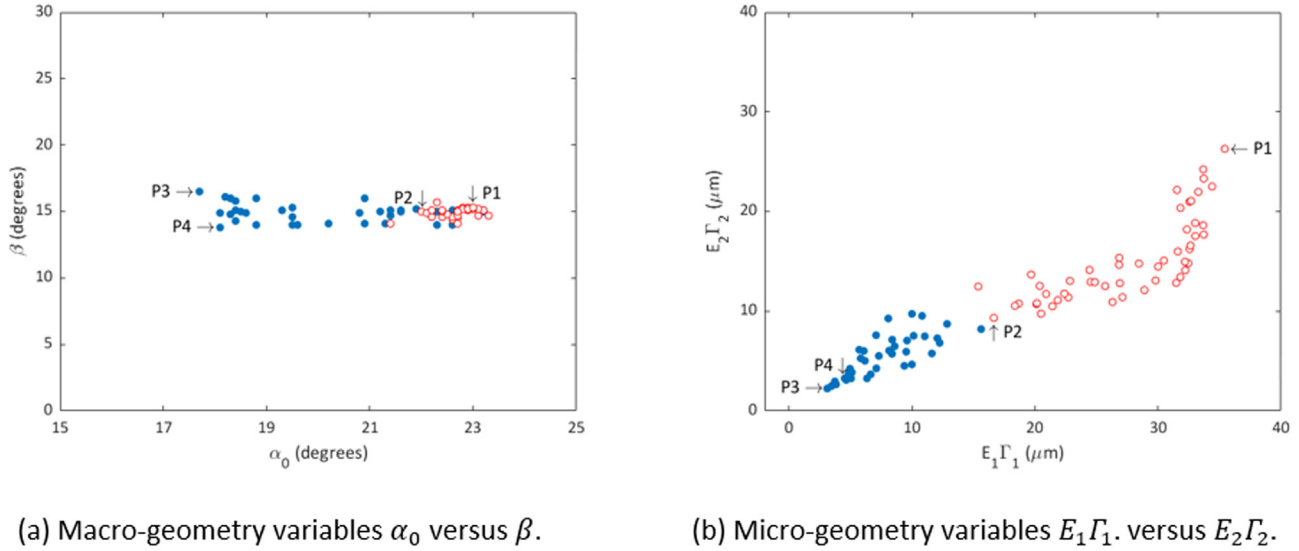 30
25
20
15
10
5
0
β (degrees)
P3 →
P4 →
P2
↓
P1
↓
15 17 19 21 23 25
α₀ (degrees)
(a) Macro-geometry variables α₀ versus β.
40
30
20
10
0
E₂Γ₂ (μm)
← P1
↑ P2
P4
↓
P3 →
0 10 20 30 40
E₁Γ₁ (μm)
(b) Micro-geometry variables E₁Γ₁. versus E₂Γ₂.